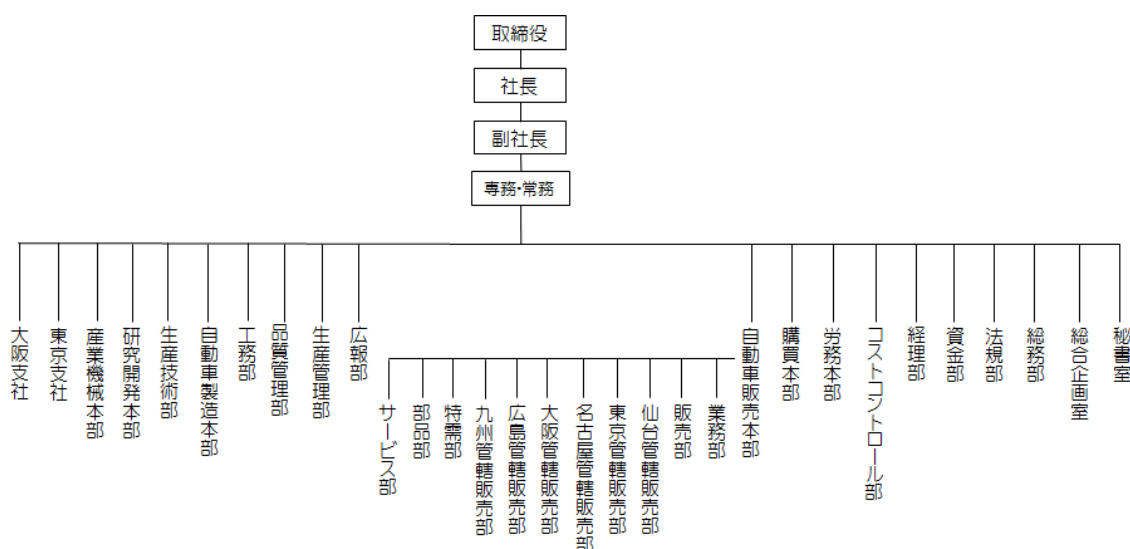 取締役
社長
副社長
専務・常務
大阪支社
東京支社
産業機械本部
研究開発本部
生産技術部
自動車製造本部
工務部
品質管理部
生産管理部
広報部
自動車販売本部
購買本部
労務本部
コストコントロール部
経理部
資金部
法規部
総務部
総合企画室
秘書室
サービス部
部品部
特需部
九州管轄販売部
広島管轄販売部
大阪管轄販売部
名古屋管轄販売部
東京管轄販売部
仙台管轄販売部
販売部
業務部